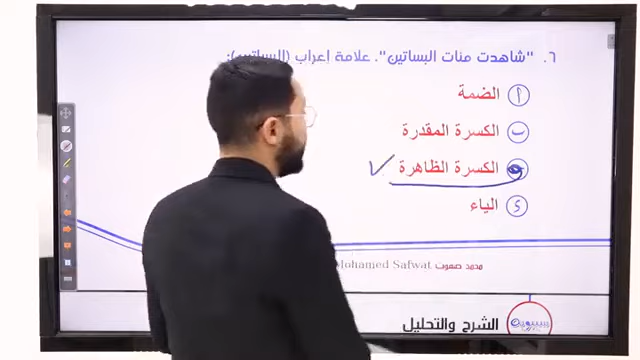 ٦. "شاهدت مئات البساتين". علامة إعراب (البساتين):
أ الضمة
ب الكسرة المقدرة
الكسرة الظاهرة
د الياء
Mohamed Safwat محمد صفوت
الشرح والتحليل
سيبويه